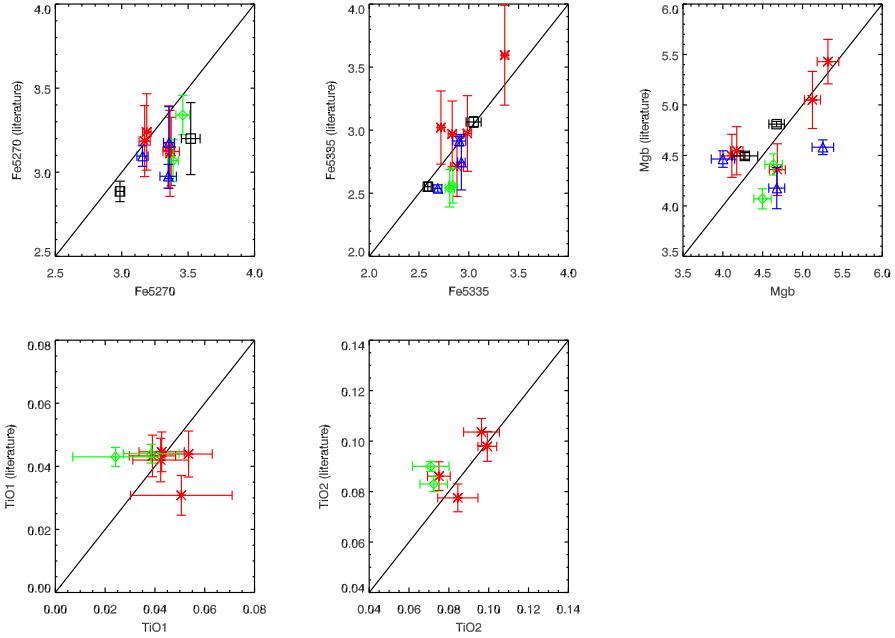 4.0
3.5
3.0
2.5
Fe5270 (literature)
2.5 3.0 3.5 4.0
Fe5270
4.0
3.5
3.0
2.5
2.0
Fe5335 (literature)
2.0 2.5 3.0 3.5 4.0
Fe5335
6.0
5.5
5.0
4.5
4.0
3.5
Mgb (literature)
3.5 4.0 4.5 5.0 5.5 6.0
Mgb
0.08
0.06
0.04
0.02
0.00
TiO1 (literature)
0.00 0.02 0.04 0.06 0.08
TiO1
0.14
0.12
0.10
0.08
0.06
0.04
TiO2 (literature)
0.04 0.06 0.08 0.10 0.12 0.14
TiO2